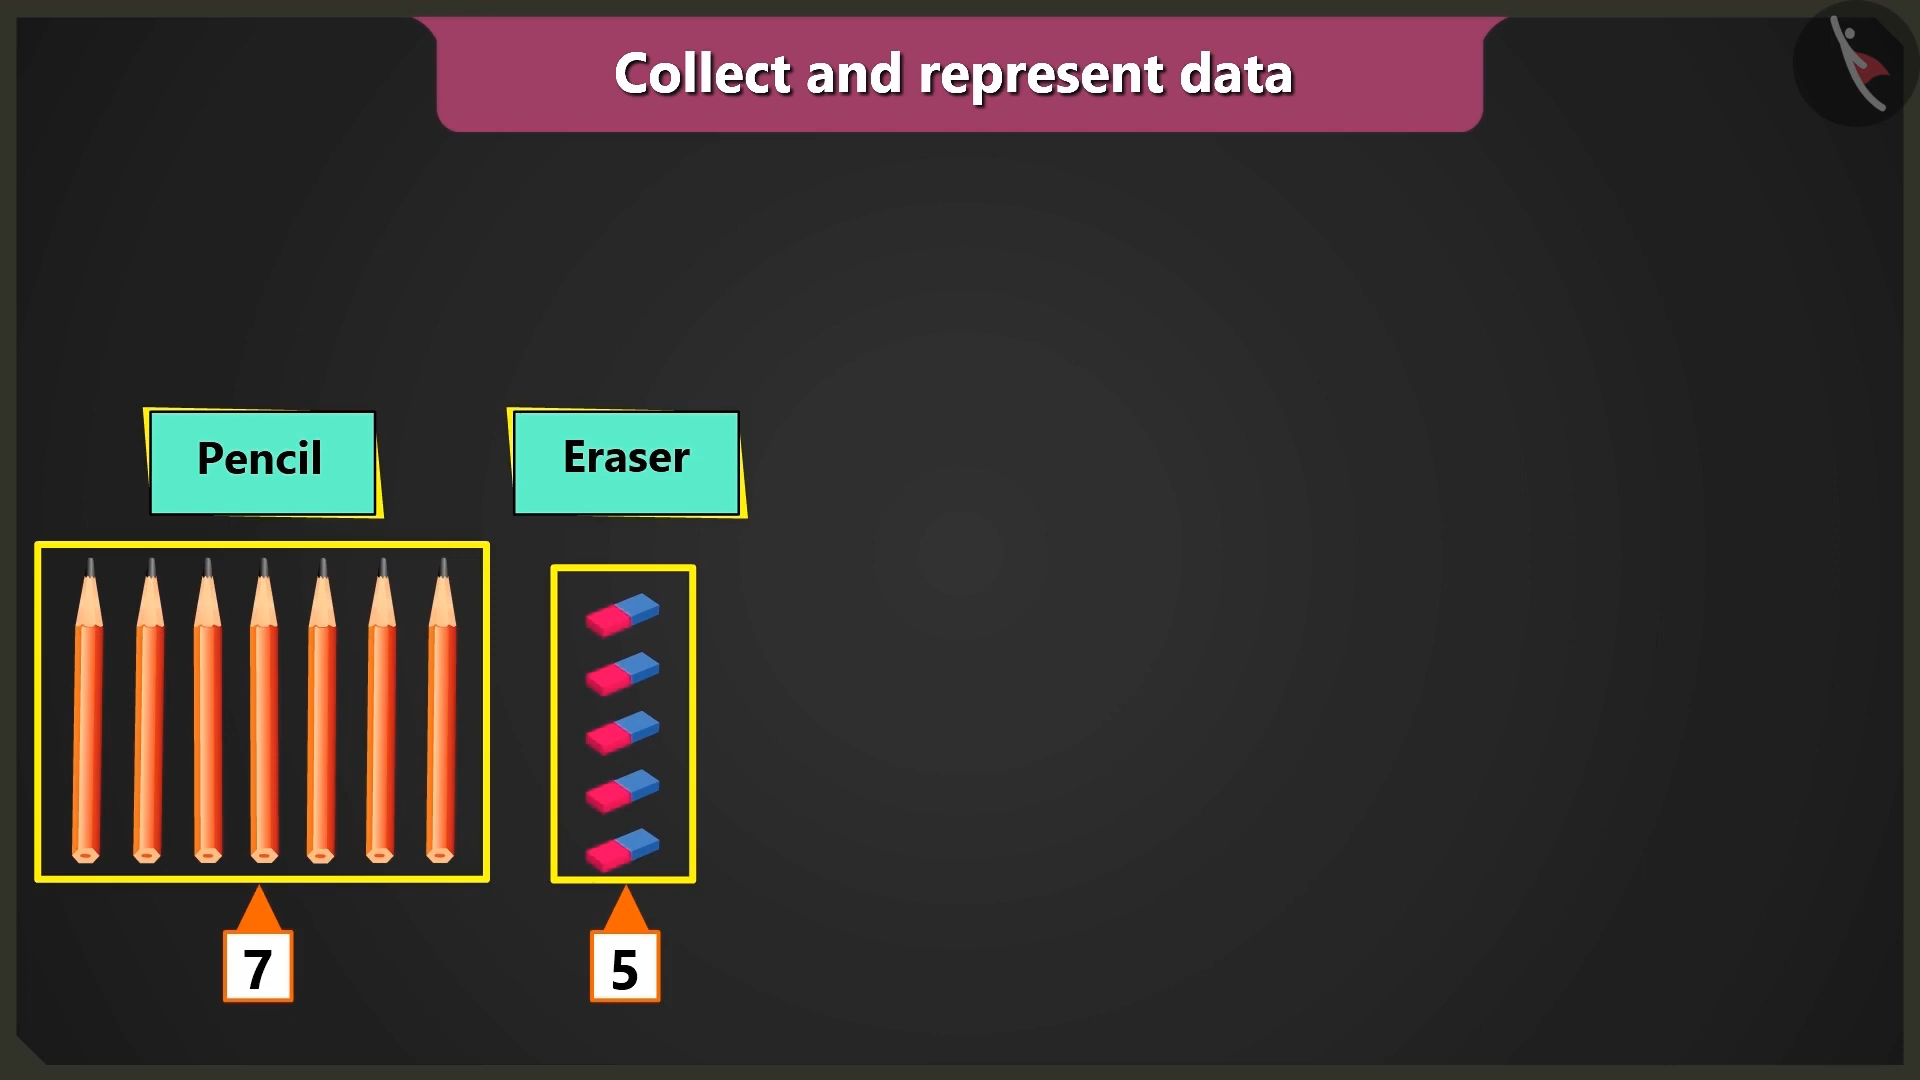 Collect and represent data
Pencil
Eraser
7
5